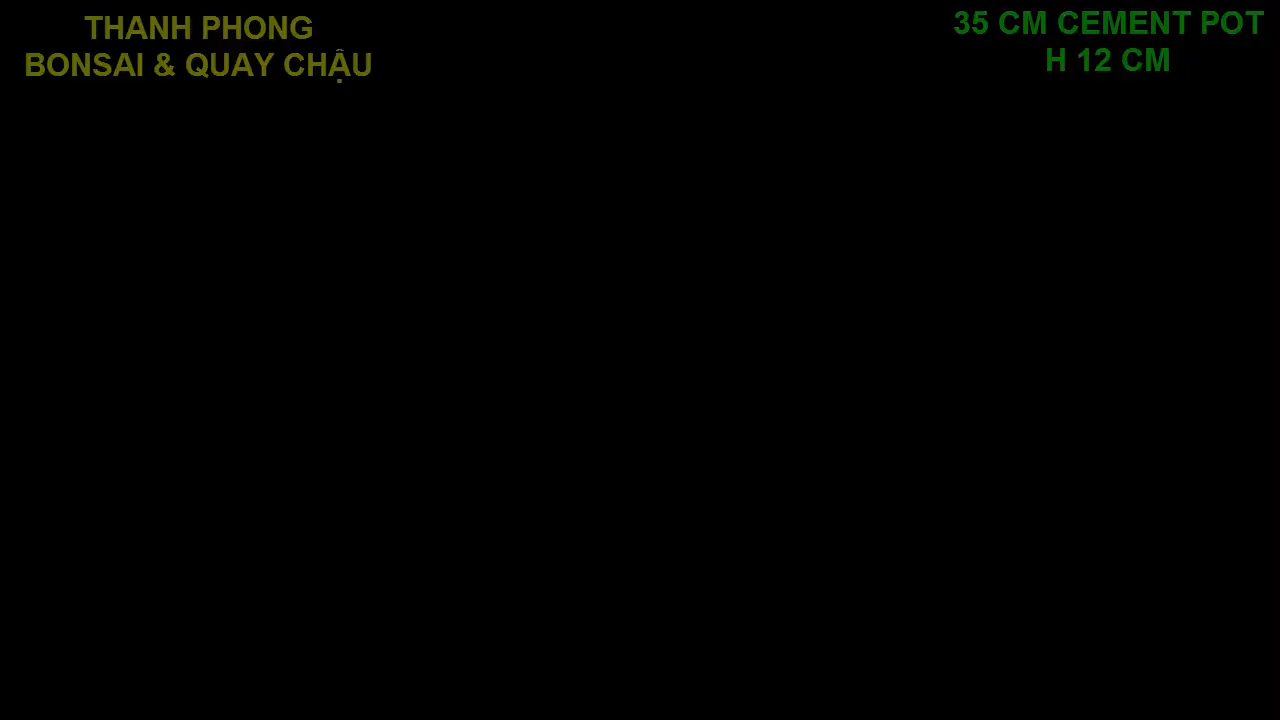 THANH PHONG
BONSAI & QUAY CHẬU
35 CM CEMENT POT
H 12 CM